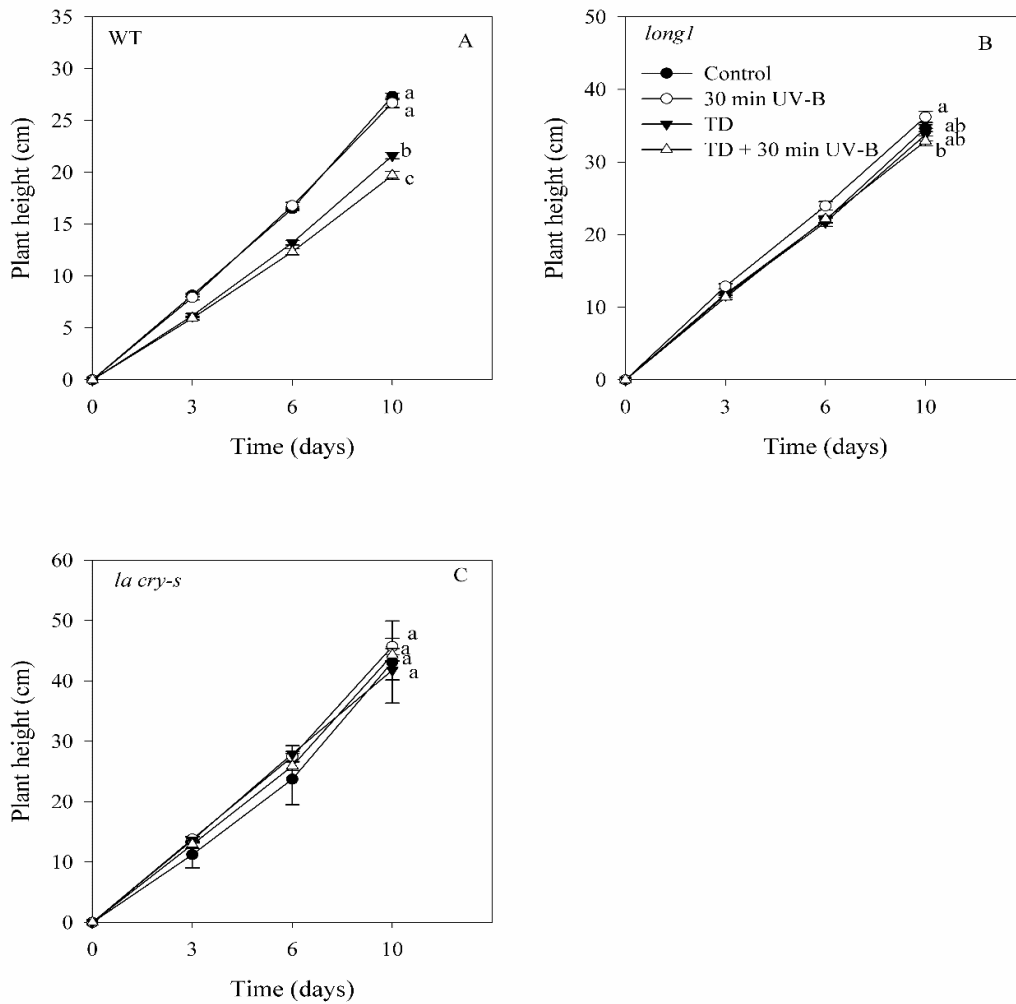 35
30
25
20
15
10
5
0
Plant height (cm)
WT
A
a
a
b
c
0 3 6 10
Time (days)
50
40
30
20
10
0
Plant height (cm)
long1
B
Control
30 min UV-B
TD
TD + 30 min UV-B
a
ab
ab
b
0 3 6 10
Time (days)
60
50
40
30
20
10
0
Plant height (cm)
la cry-s
C
a
a
a
a
0 3 6 10
Time (days)